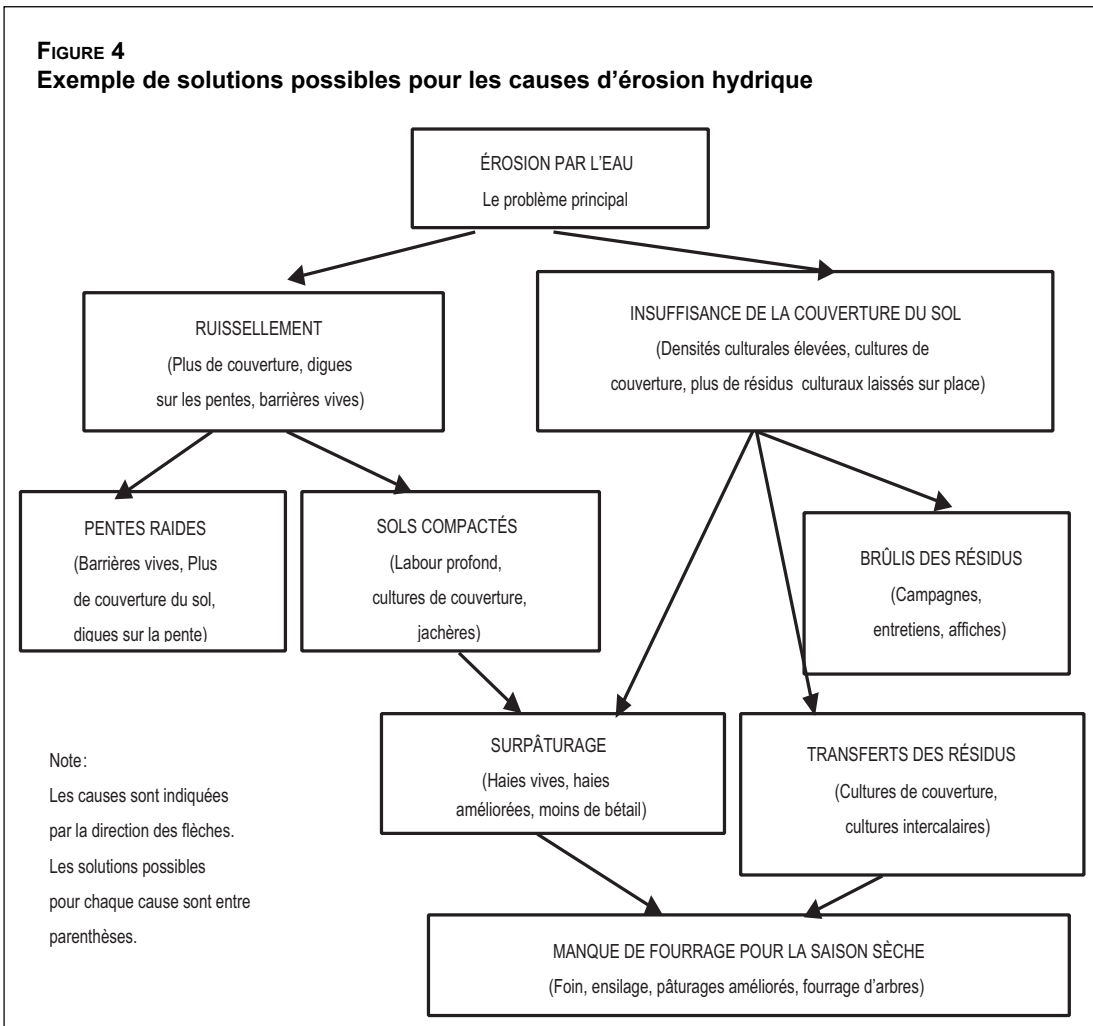 FIGURE 4
Exemple de solutions possibles pour les causes d'érosion hydrique
ÉROSION PAR L'EAU
Le problème principal
RUISSELLEMENT
(Plus de couverture, digues
sur les pentes, barrières vives)
INSUFFISANCE DE LA COUVERTURE DU SOL
(Densités culturales élevées, cultures de
couverture, plus de résidus culturaux laissés sur place)
PENTES RAIDES
(Barrières vives, Plus
de couverture du sol,
digues sur la pente)
SOLS COMPACTÉS
(Labour profond,
cultures de couverture,
jachères)
BRÛLIS DES RÉSIDUS
(Campagnes,
entretiens, affiches)
SURPÂTURAGE
(Haies vives, haies
améliorées, moins de bétail)
TRANSFERTS DES RÉSIDUS
(Cultures de couverture,
cultures intercalaires)
Note:
Les causes sont indiquées
par la direction des flèches.
Les solutions possibles
pour chaque cause sont entre
parenthèses.
MANQUE DE FOURRAGE POUR LA SAISON SÈCHE
(Foin, ensilage, pâturages améliorés, fourrage d'arbres)